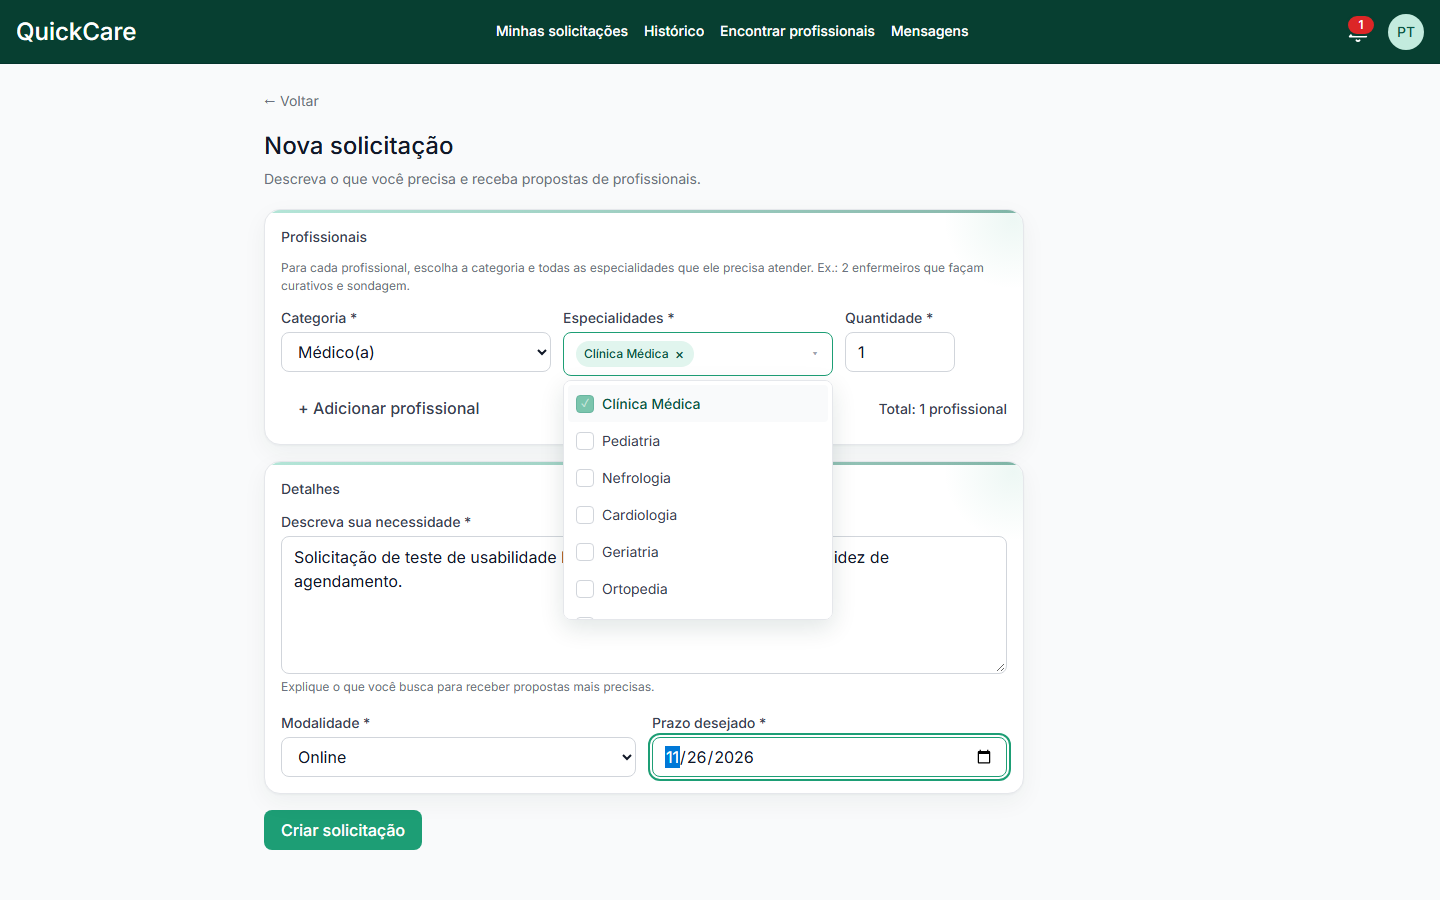 QuickCare
Minhas solicitações
Histórico
Encontrar profissionais
Mensagens
1
PT
← Voltar
Nova solicitação
Descreva o que você precisa e receba propostas de profissionais.
Profissionais
Para cada profissional, escolha a categoria e todas as especialidades que ele precisa atender. Ex.: 2 enfermeiros que façam
curativos e sondagem.
Categoria *
Especialidades *
Quantidade *
Médico(a)
Clínica Médica ×
1
+ Adicionar profissional
Total: 1 profissional
Clínica Médica
Pediatria
Nefrologia
Cardiologia
Geriatria
Ortopedia
Detalhes
Descreva sua necessidade *
Solicitação de teste de usabilidade
idez de
agendamento.
Explique o que você busca para receber propostas mais precisas.
Modalidade *
Prazo desejado *
Online
11/26/2026
Criar solicitação